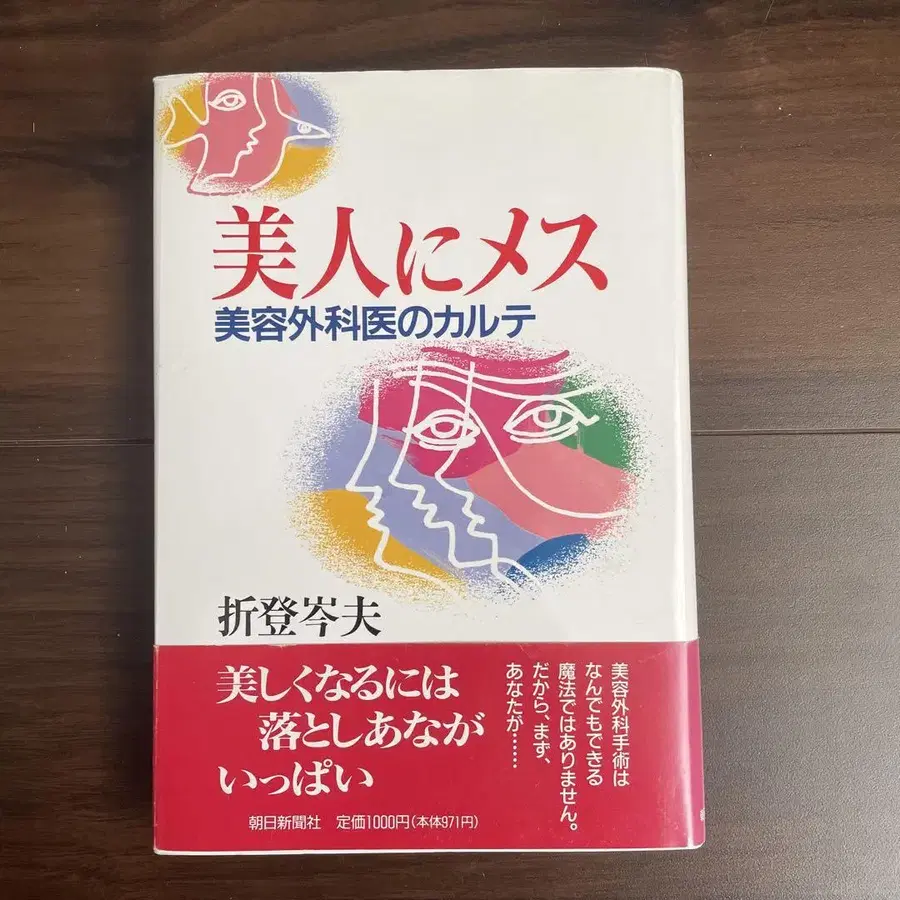 美人にメス
美容外科医のカルテ
折登岑夫
美しくなるには
落としあなが
いっぱい
美容外科手術は
なんでもできる
魔法ではありません。
だから、まず、
あなたが……
朝日新聞社 定価1000円(本体971円)